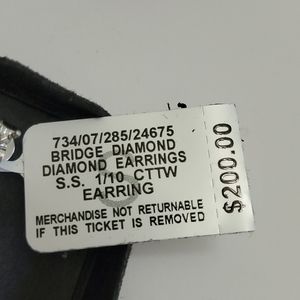 734/07/285/24675
BRIDGE DIAMOND
DIAMOND EARRINGS
S.S. 1/10 CTTW
EARRING
MERCHANDISE NOT RETURNABLE
IF THIS TICKET IS REMOVED
$200.00